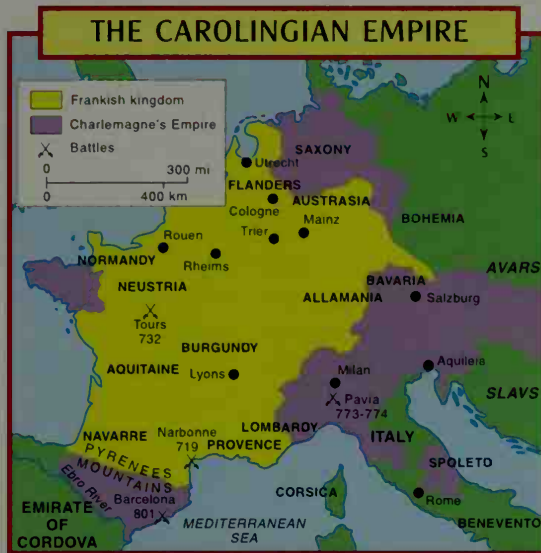 THE CAROLINGIAN EMPIRE
Frankish kingdom
Charlemagne's Empire
Battles
0 300 mi
0 400 km
N
W E
S
SAXONY
Utrecht
FLANDERS
AUSTRASIA
Cologne
Mainz
BOHEMIA
Trier
Rouen
NORMANDY
Rheims
AVARS
BAVARIA
NEUSTRIA
ALLAMANIA
Salzburg
Tours
732
BURGUNDY
Aquileia
AQUITAINE
Lyons
Milan
Pavia
773-774
SLAVS
NAVARRE
Narbonne
719
LOMBARDY
PROVENCE
ITALY
PYRENEES
MOUNTAINS
SPOLETO
Ebro River
Barcelona
801
CORSICA
Rome
EMIRATE
OF
CORDOVA
MEDITERRANEAN
SEA
BENEVENTO